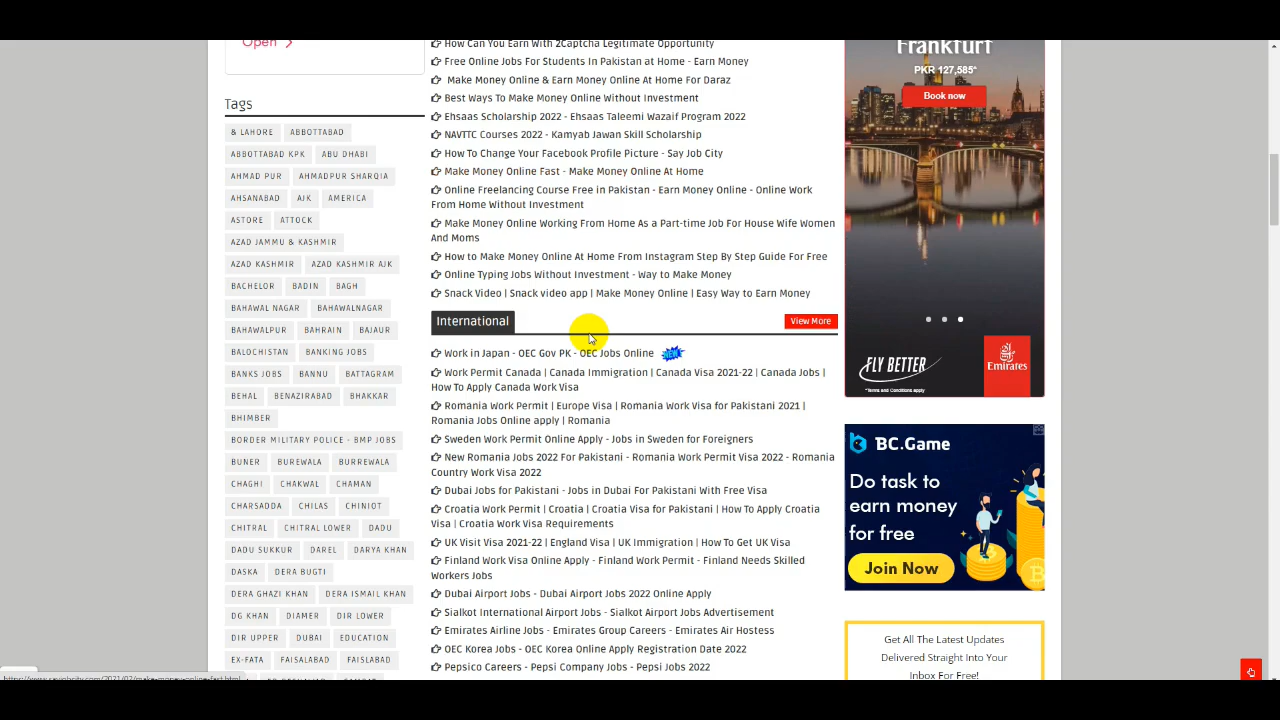 Open
Tags
& LAHORE ABBOTTABAD
ABBOTTABAD KPK ABU DHABI
AHMAD PUR AHMADPUR SHARQIA
AHSANABAD AJK AMERICA
ASTORE ATTOCK
AZAD JAMMU & KASHMIR
AZAD KASHMIR AZAD KASHMIR AJK
BACHELOR BADIN BAGH
BAHAWAL NAGAR BAHAWALNAGAR
BAHAWALPUR BAHRAIN BAJAUR
BALOCHISTAN BANKING JOBS
BANKS JOBS BANNU BATTAGRAM
BEHAL BENAZIRABAD BHAKKAR
BHIMBER
BORDER MILITARY POLICE - BMP JOBS
BUNER BUREWALA BURREWALA
CHAGHI CHAKWAL CHAMAN
CHARSADDA CHILAS CHINIOT
CHITRAL CHITRAL LOWER DADU
DADU SUKKUR DAREL DARYA KHAN
DASKA DERA BUGTI
DERA GHAZI KHAN DERA ISMAIL KHAN
DG KHAN DIAMER DIR LOWER
DIR UPPER DUBAI EDUCATION
EX-FATA FAISALABAD FAISLABAD
How Can You Earn With 2Captcha Legitimate Opportunity
Free Online Jobs For Students In Pakistan at Home - Earn Money
Make Money Online & Earn Money Online At Home For Daraz
Best Ways To Make Money Online Without Investment
Ehsaas Scholarship 2022 - Ehsaas Taleemi Wazaif Program 2022
NAVTTC Courses 2022 - Kamyab Jawan Skill Scholarship
How To Change Your Facebook Profile Picture - Say Job City
Make Money Online Fast - Make Money Online At Home
Online Freelancing Course Free in Pakistan - Earn Money Online - Online Work
From Home Without Investment
Make Money Online Working From Home As a Part-time Job For House Wife Women
And Moms
How to Make Money Online At Home From Instagram Step By Step Guide For Free
Online Typing Jobs Without Investment - Way to Make Money
Snack Video | Snack video app | Make Money Online | Easy Way to Earn Money
International View More
Work in Japan - OEC Gov PK - OEC Jobs Online NEW
Work Permit Canada | Canada Immigration | Canada Visa 2021-22 | Canada Jobs |
How To Apply Canada Work Visa
Romania Work Permit | Europe Visa | Romania Work Visa for Pakistani 2021 |
Romania Jobs Online apply | Romania
Sweden Work Permit Online Apply - Jobs in Sweden for Foreigners
New Romania Jobs 2022 For Pakistani - Romania Work Permit Visa 2022 - Romania
Country Work Visa 2022
Dubai Jobs for Pakistani - Jobs in Dubai For Pakistani With Free Visa
Croatia Work Permit | Croatia | Croatia Visa for Pakistani | How To Apply Croatia
Visa | Croatia Work Visa Requirements
UK Visit Visa 2021-22 | England Visa | UK Immigration | How To Get UK Visa
Finland Work Visa Online Apply - Finland Work Permit - Finland Needs Skilled
Workers Jobs
Dubai Airport Jobs - Dubai Airport Jobs 2022 Online Apply
Sialkot International Airport Jobs - Sialkot Airport Jobs Advertisement
Emirates Airline Jobs - Emirates Group Careers - Emirates Air Hostess
OEC Korea Jobs - OEC Korea Online Apply Registration Date 2022
Pepsico Careers - Pepsi Company Jobs - Pepsi Jobs 2022
Frankfurt
PKR 127,585*
Book now
FLY BETTER
*Terms and Conditions apply
Emirates
BC.Game
Do task to
earn money
for free
Join Now
Get All The Latest Updates
Delivered Straight Into Your
Inbox For Free!